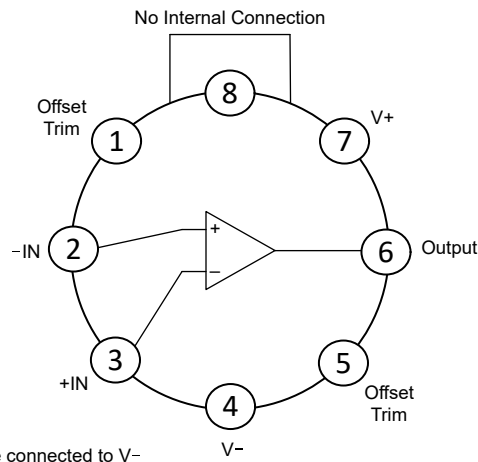 No Internal Connection
8
Offset
Trim
1
7
V+
+
−IN
2
6
Output
−
3
+IN
5
Offset
Trim
4
V−
e connected to V−